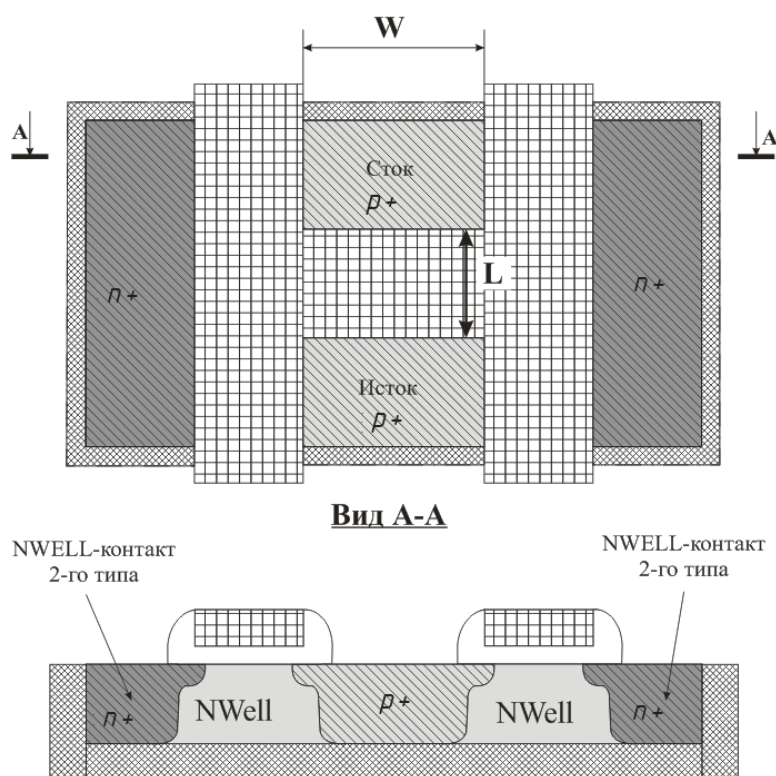 W
A
A
Сток
p+
L
n+
n+
Исток
p+
Вид А-А
NWELL-контакт
2-го типа
NWELL-контакт
2-го типа
n+
NWell
p+
NWell
n+